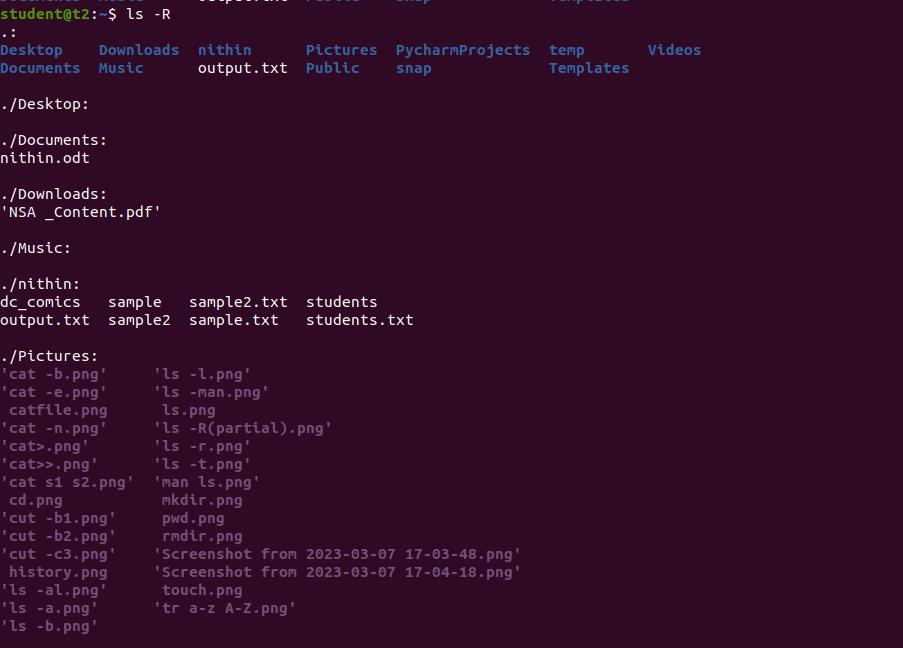 student@t2:~$ ls -R
.:
Desktop    Downloads  nithin      Pictures  PycharmProjects  temp       Videos
Documents  Music      output.txt  Public    snap             Templates

./Desktop:

./Documents:
nithin.odt

./Downloads:
'NSA _Content.pdf'

./Music:

./nithin:
dc_comics   sample   sample2.txt  students
output.txt  sample2  sample.txt   students.txt

./Pictures:
'cat -b.png'     'ls -l.png'
'cat -e.png'     'ls -man.png'
 catfile.png      ls.png
'cat -n.png'     'ls -R(partial).png'
'cat>.png'       'ls -r.png'
'cat>>.png'      'ls -t.png'
'cat s1 s2.png'  'man ls.png'
 cd.png           mkdir.png
'cut -b1.png'     pwd.png
'cut -b2.png'     rmdir.png
'cut -c3.png'    'Screenshot from 2023-03-07 17-03-48.png'
 history.png     'Screenshot from 2023-03-07 17-04-18.png'
'ls -al.png'      touch.png
'ls -a.png'      'tr a-z A-Z.png'
'ls -b.png'